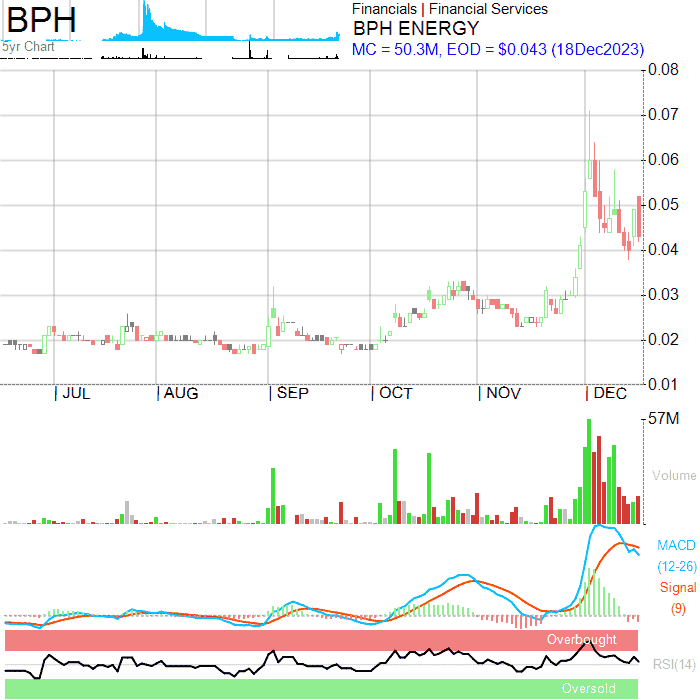 BPH
5yr Chart
Financials | Financial Services
BPH ENERGY
MC = 50.3M, EOD = $0.043 (18Dec2023)
0.08
0.07
0.06
0.05
0.04
0.03
0.02
0.01
| JUL | AUG | SEP | OCT | NOV | DEC
57M
Volume
MACD
(12-26)
Signal
(9)
Overbought
RSI(14)
Oversold